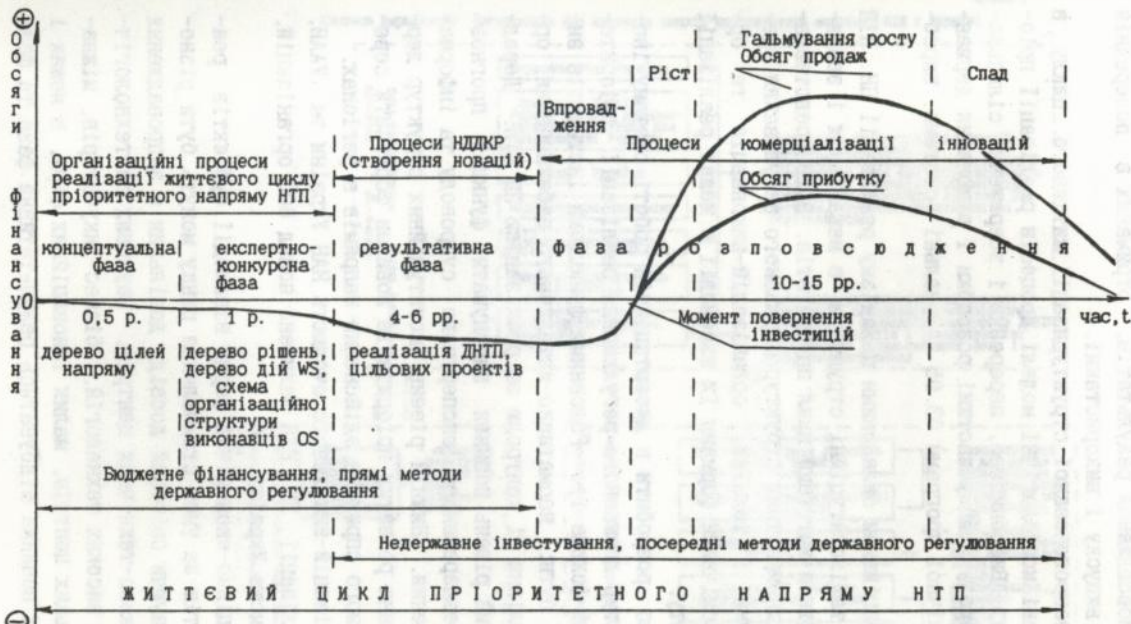 ⊕
Обсяги фінансування
Гальмування росту
Обсяг продаж
Ріст
Спад
Впровад-
ження
Процеси НДДКР
(створення новацій)
Процеси комерціалізації інновацій
Організаційні процеси
реалізації життєвого циклу
пріоритетного напряму НТП
Обсяг прибутку
концептуальна
фаза
експертно-
конкурсна
фаза
результативна
фаза
фаза розповсюдження
10-15 рр.
0
0,5 р.
1 р.
4-6 рр.
Момент повернення
інвестицій
час,t
дерево цілей
напряму
дерево рішень,
дерево дій WS,
схема
організаційної
структури
виконавців OS
реалізація ДНТП,
цільових проектів
Бюджетне фінансування, прямі методи
державного регулювання
Недержавне інвестування, посередні методи державного регулювання
ЖИТТЄВИЙ ЦИКЛ ПРІОРИТЕТНОГО НАПРЯМУ НТП
⊖